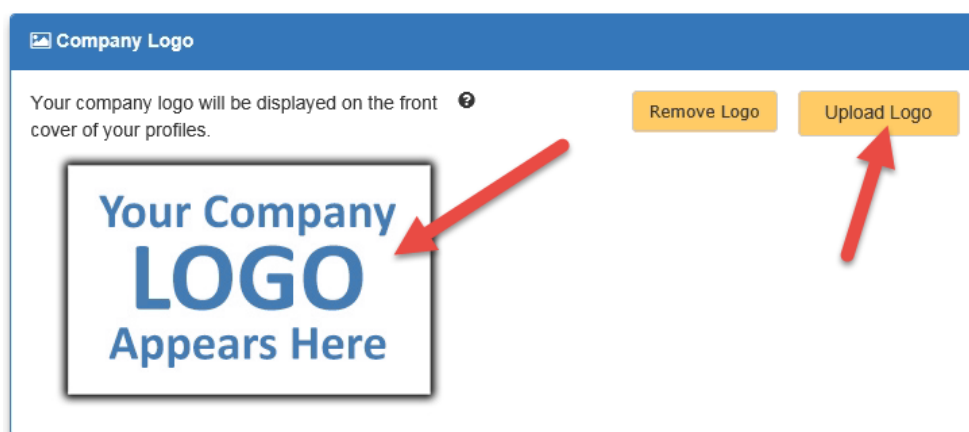 Company Logo
Your company logo will be displayed on the front
cover of your profiles.
Remove Logo
Upload Logo
Your Company
LOGO
Appears Here